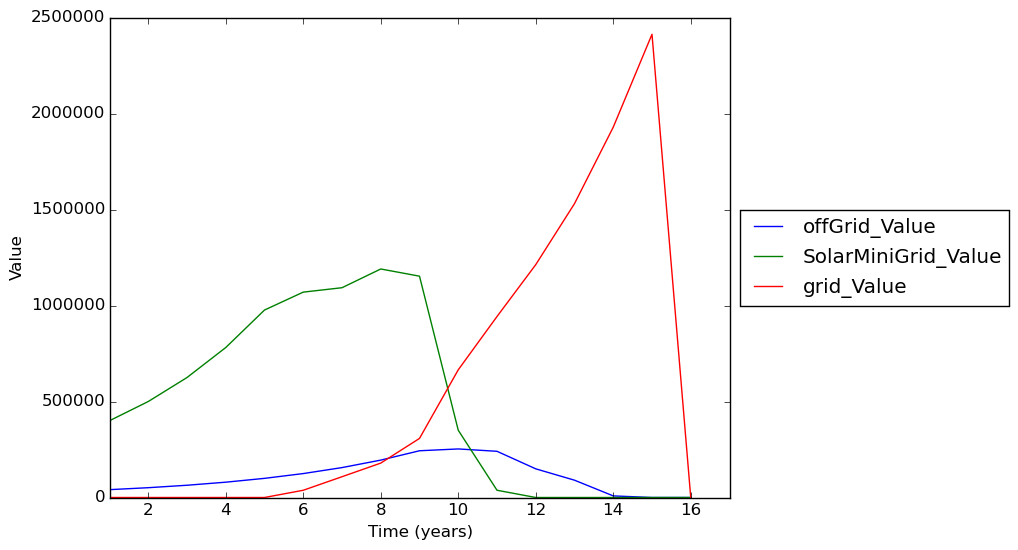 2500000
2000000
1500000
1000000
500000
0
Value
2 4 6 8 10 12 14 16
Time (years)
offGrid_Value
SolarMiniGrid_Value
grid_Value